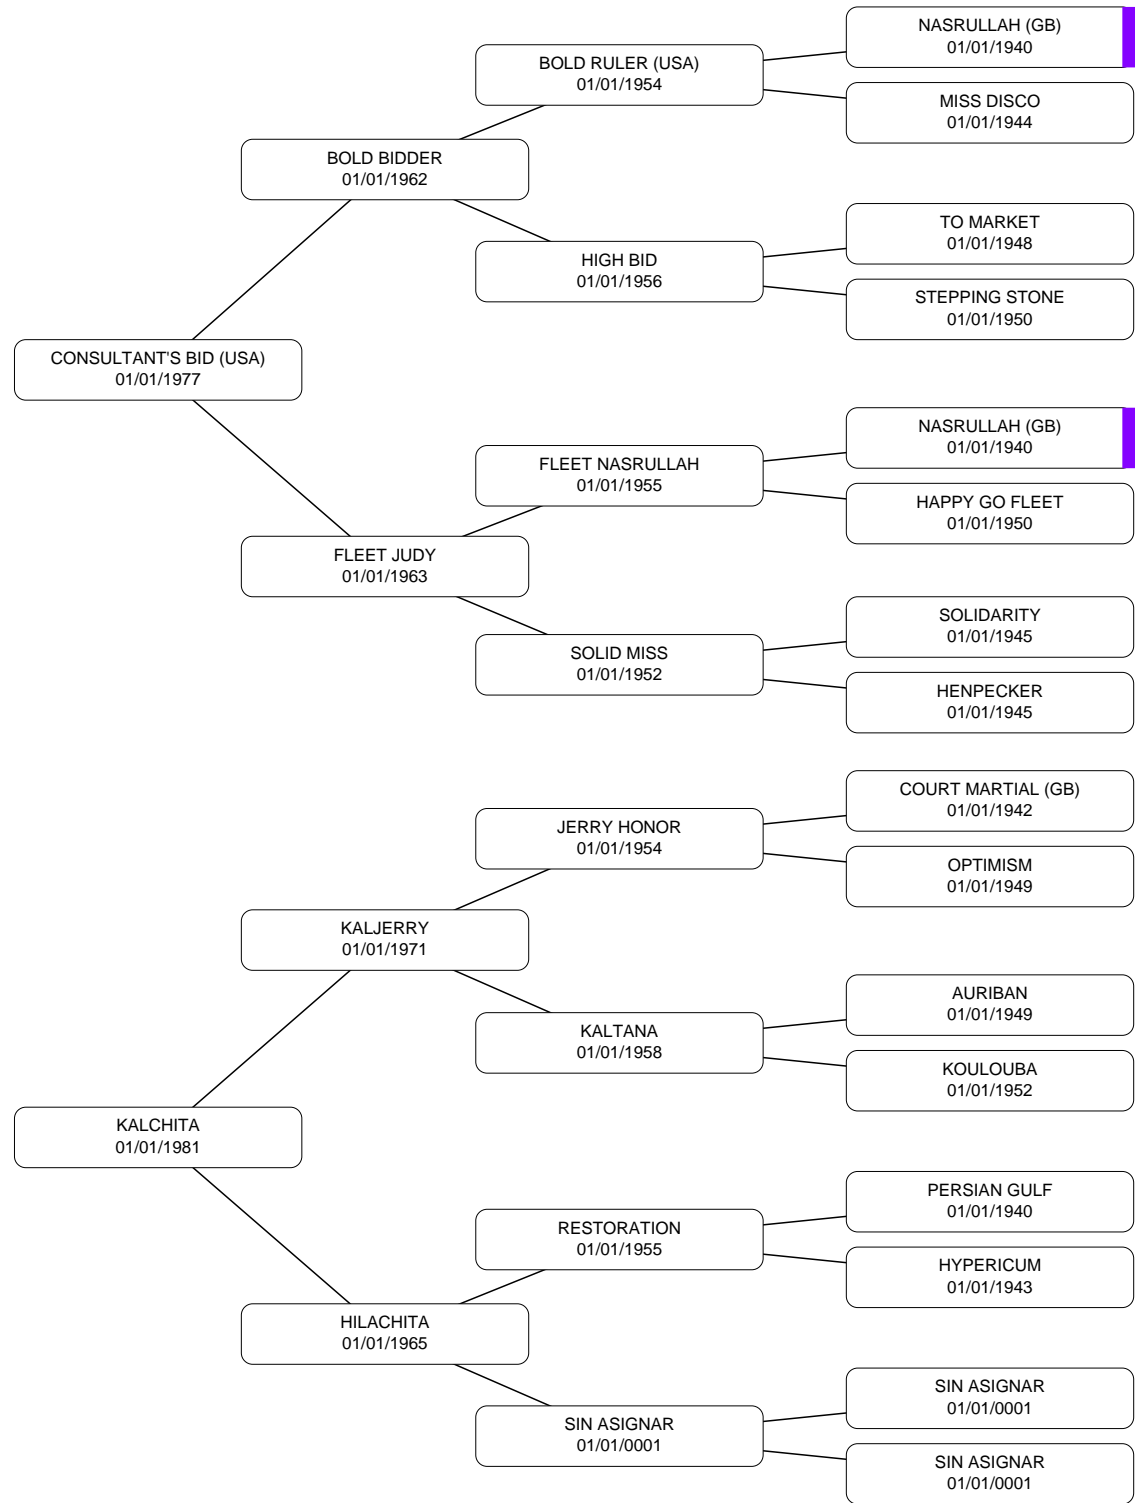 NASRULLAH (GB)
01/01/1940
BOLD RULER (USA)
01/01/1954
MISS DISCO
01/01/1944
BOLD BIDDER
01/01/1962
TO MARKET
01/01/1948
HIGH BID
01/01/1956
STEPPING STONE
01/01/1950
CONSULTANT'S BID (USA)
01/01/1977
NASRULLAH (GB)
01/01/1940
FLEET NASRULLAH
01/01/1955
HAPPY GO FLEET
01/01/1950
FLEET JUDY
01/01/1963
SOLIDARITY
01/01/1945
SOLID MISS
01/01/1952
HENPECKER
01/01/1945
COURT MARTIAL (GB)
01/01/1942
JERRY HONOR
01/01/1954
OPTIMISM
01/01/1949
KALJERRY
01/01/1971
AURIBAN
01/01/1949
KALTANA
01/01/1958
KOULOUBA
01/01/1952
KALCHITA
01/01/1981
PERSIAN GULF
01/01/1940
RESTORATION
01/01/1955
HYPERICUM
01/01/1943
HILACHITA
01/01/1965
SIN ASIGNAR
01/01/0001
SIN ASIGNAR
01/01/0001
SIN ASIGNAR
01/01/0001